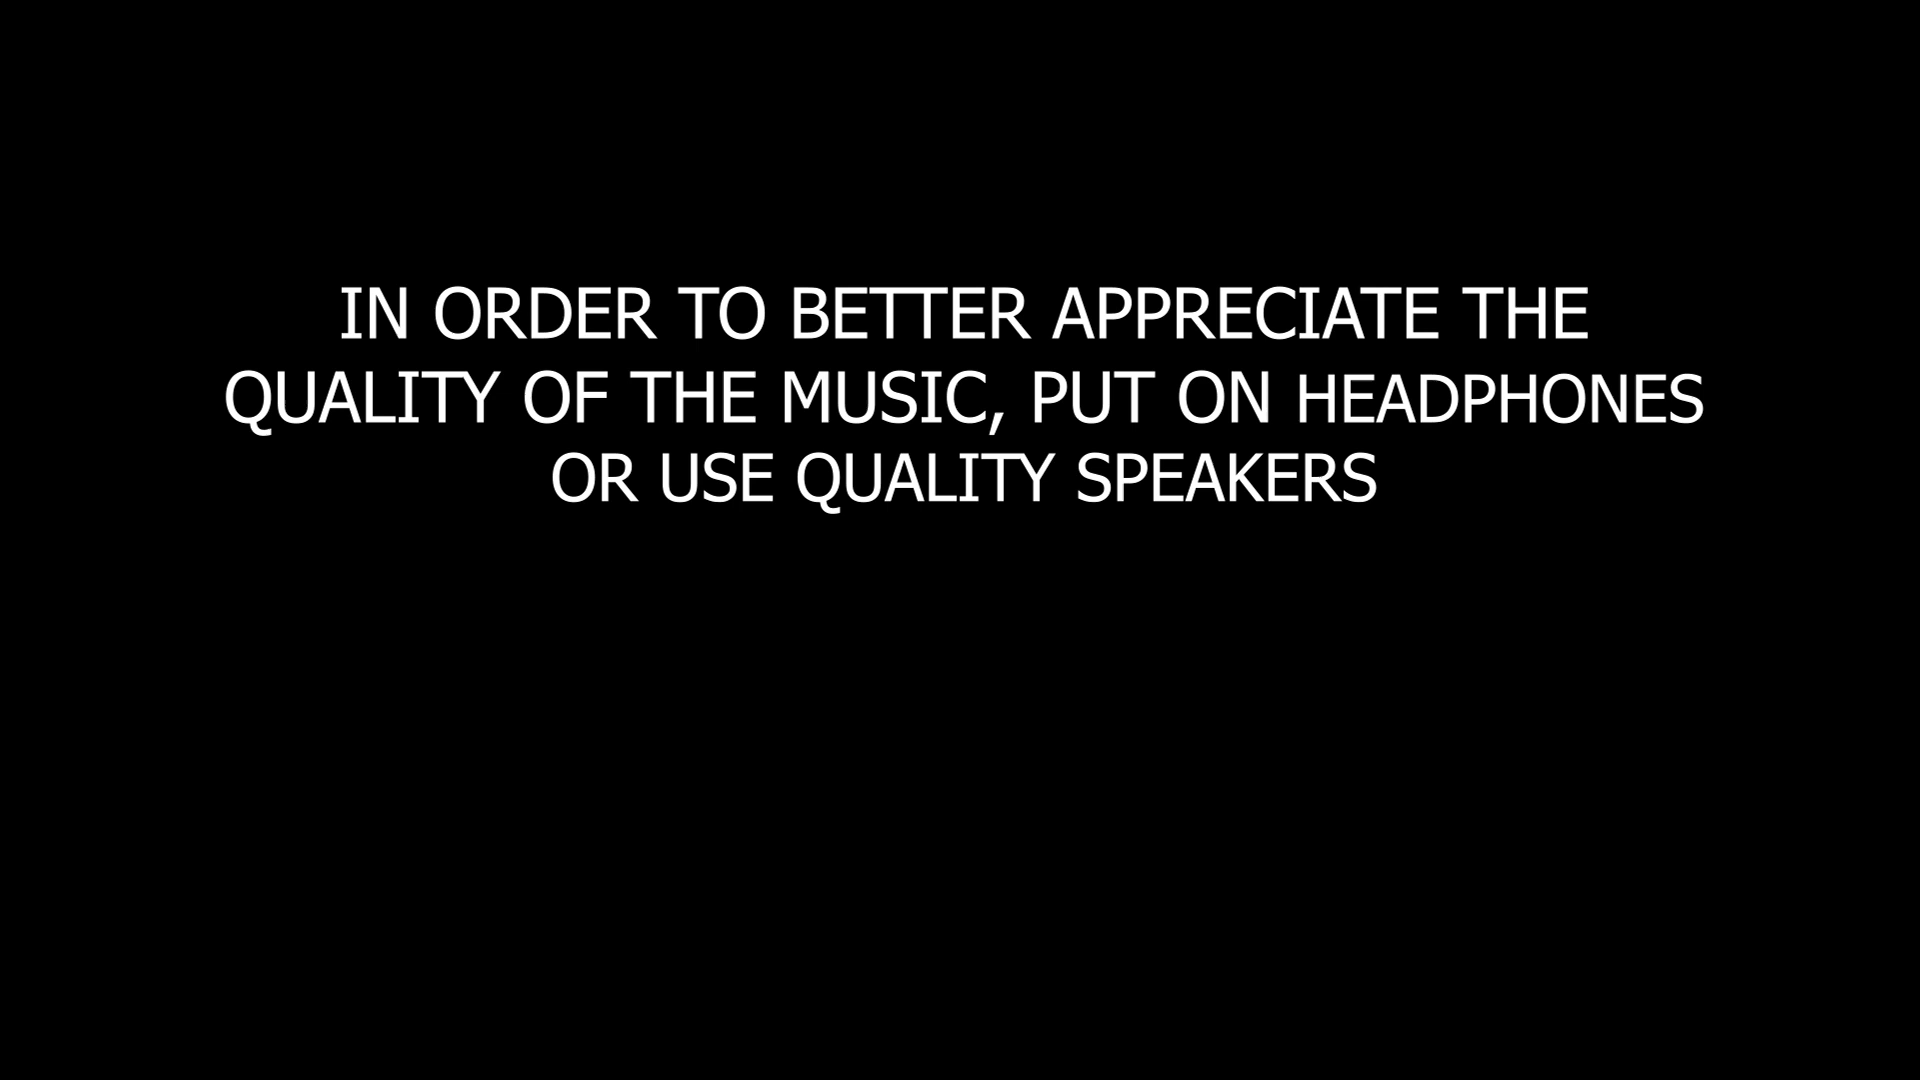 IN ORDER TO BETTER APPRECIATE THE
QUALITY OF THE MUSIC, PUT ON HEADPHONES
OR USE QUALITY SPEAKERS